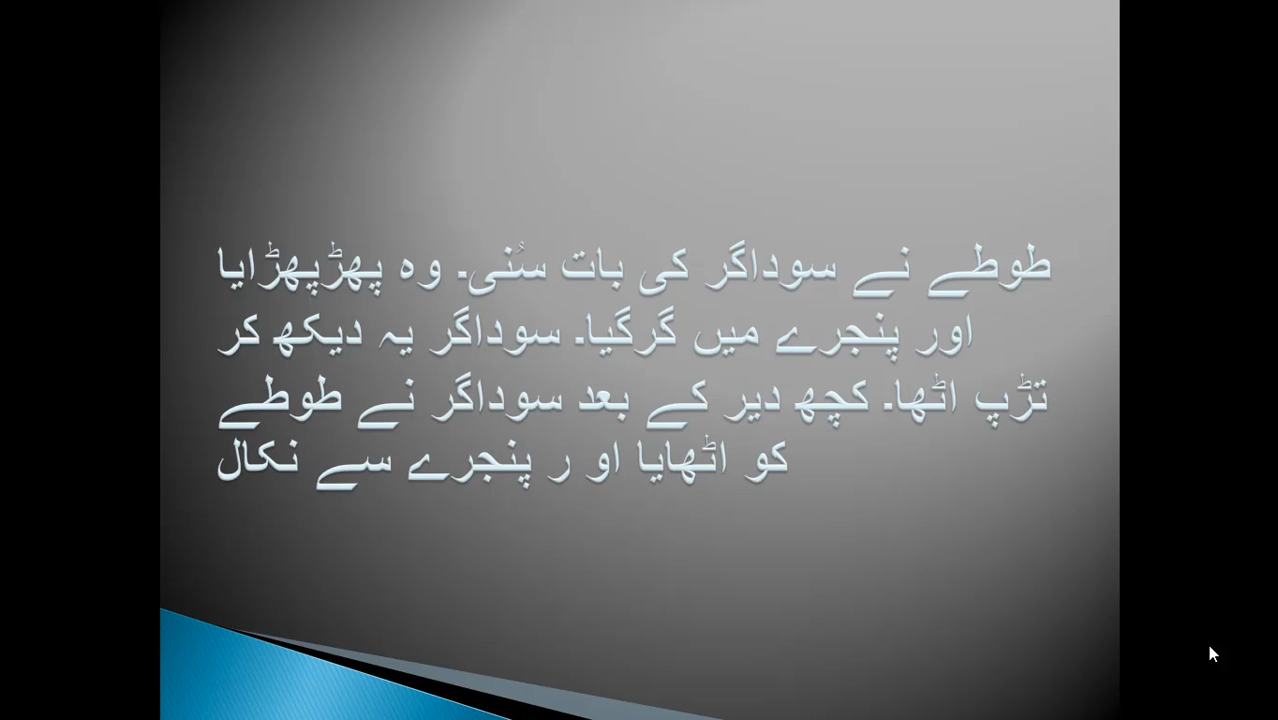 طوطے نے سوداگر کی بات سُنی۔ وہ پھڑپھڑایا
اور پنجرے میں گرگیا۔ سوداگر یہ دیکھ کر
تڑپ اٹھا۔ کچھ دیر کے بعد سوداگر نے طوطے
کو اٹھایا او ر پنجرے سے نکال